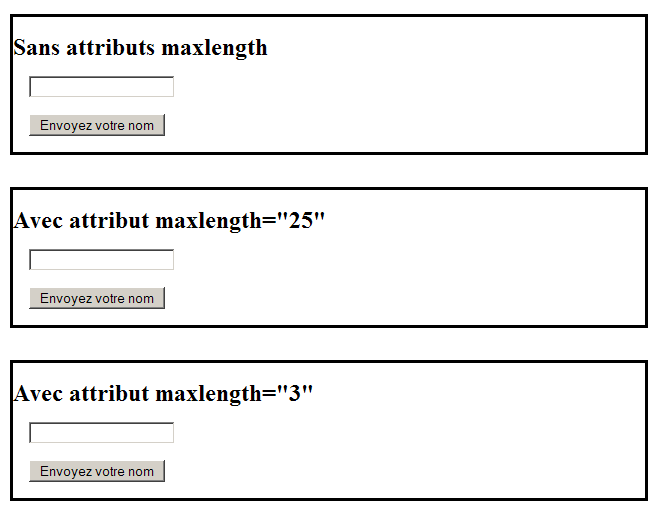 Sans attributs maxlength
Envoyez votre nom
Avec attribut maxlength="25"
Envoyez votre nom
Avec attribut maxlength="3"
Envoyez votre nom